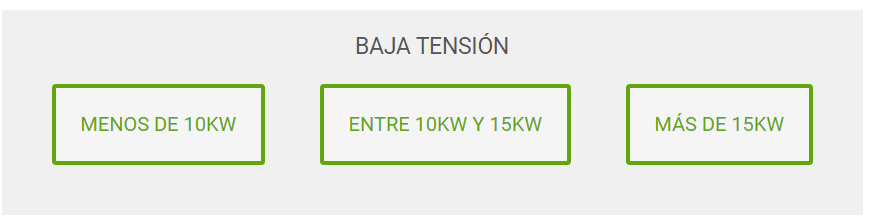 BAJA TENSIÓN
MENOS DE 10KW
ENTRE 10KW Y 15KW
MÁS DE 15KW